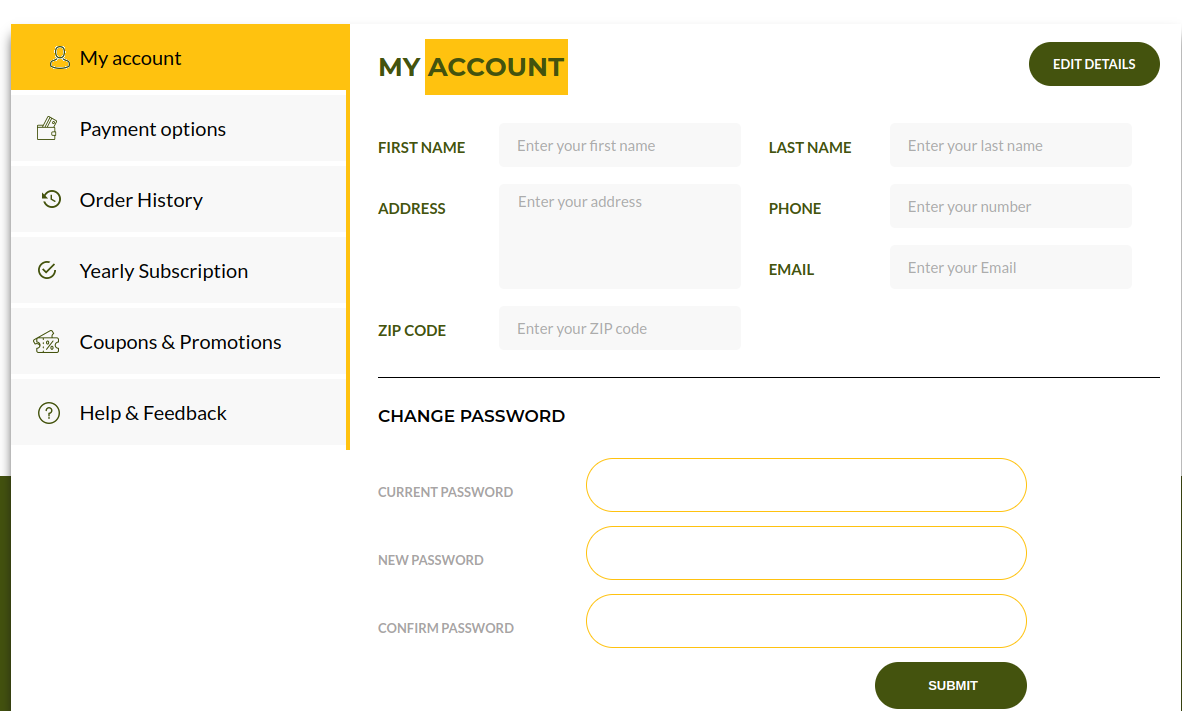 My account
Payment options
Order History
Yearly Subscription
Coupons & Promotions
Help & Feedback
MY ACCOUNT
EDIT DETAILS
FIRST NAME Enter your first name
LAST NAME Enter your last name
ADDRESS Enter your address
PHONE Enter your number
EMAIL Enter your Email
ZIP CODE Enter your ZIP code
CHANGE PASSWORD
CURRENT PASSWORD
NEW PASSWORD
CONFIRM PASSWORD
SUBMIT